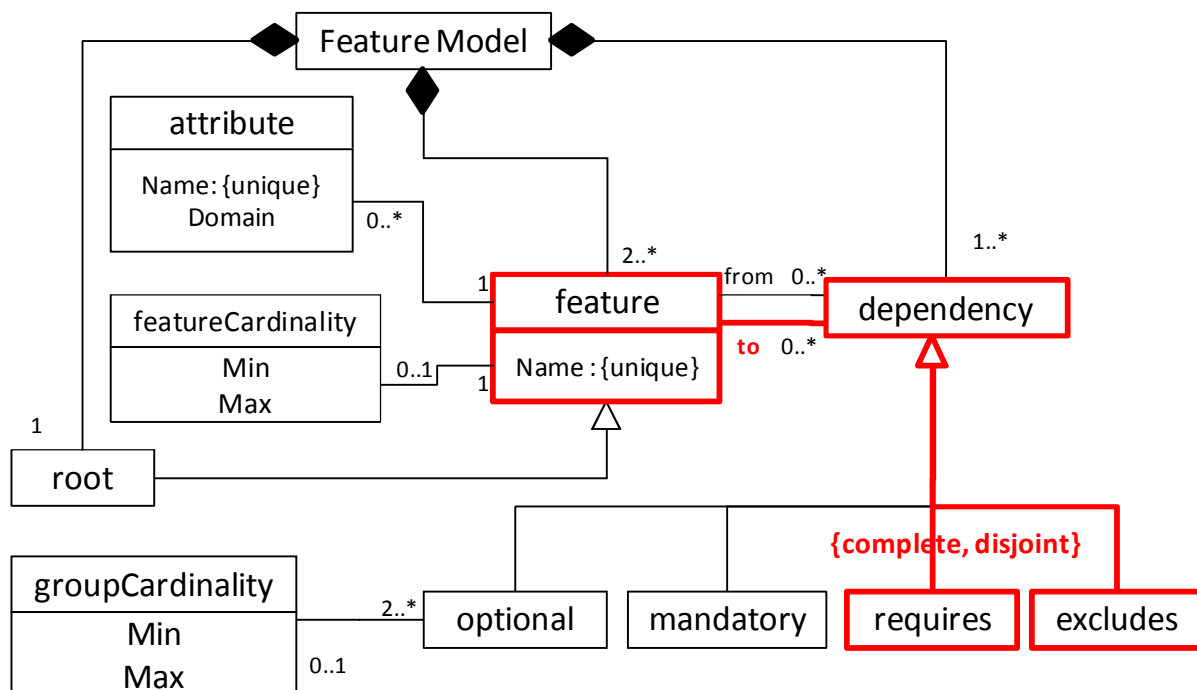 Feature Model
attribute
Name: {unique}
Domain
0..*
2..*
1..*
1
feature
Name : {unique}
from 0..*
to 0..*
dependency
featureCardinality
Min
Max
0..1
1
1
root
{complete, disjoint}
groupCardinality
Min
Max
2..*
0..1
optional
mandatory
requires
excludes